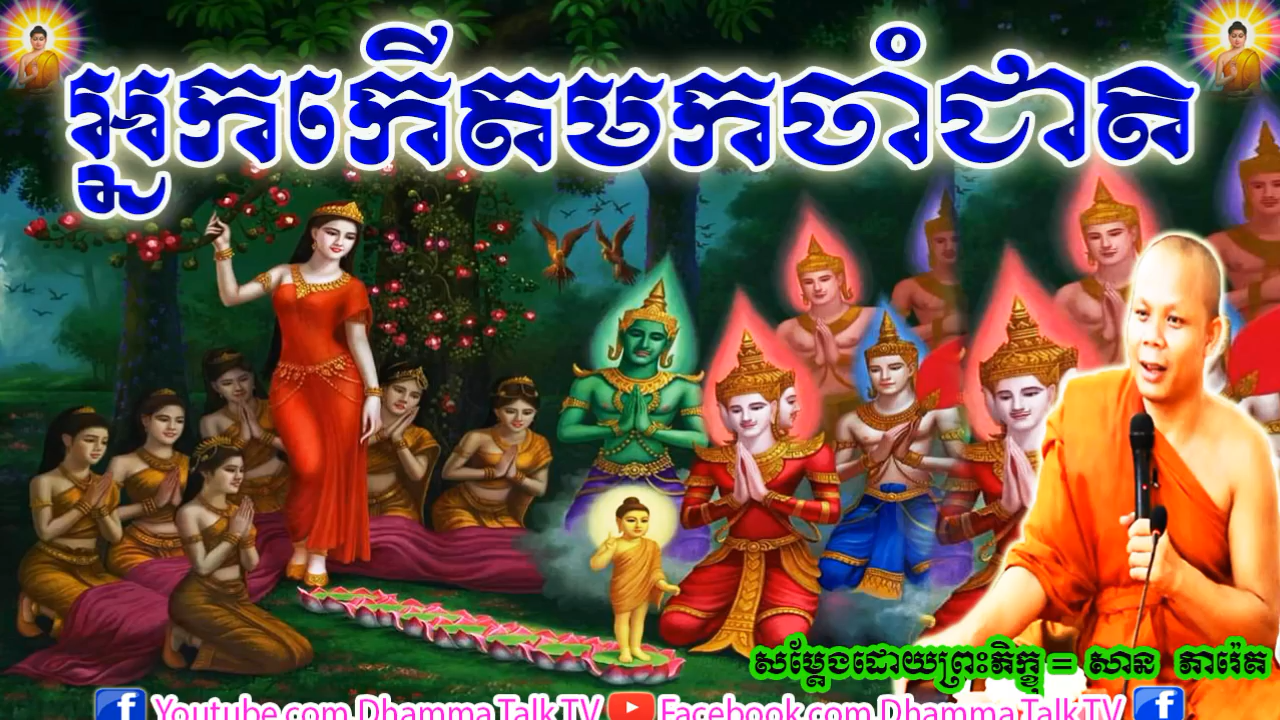 អ្នកកើតមកចាំជាតិ
សម្ដែងដោយព្រះភិក្ខុ = សាន ភារ៉េត
Youtube.com Dhamma Talk TV Facebook.com Dhamma Talk TV